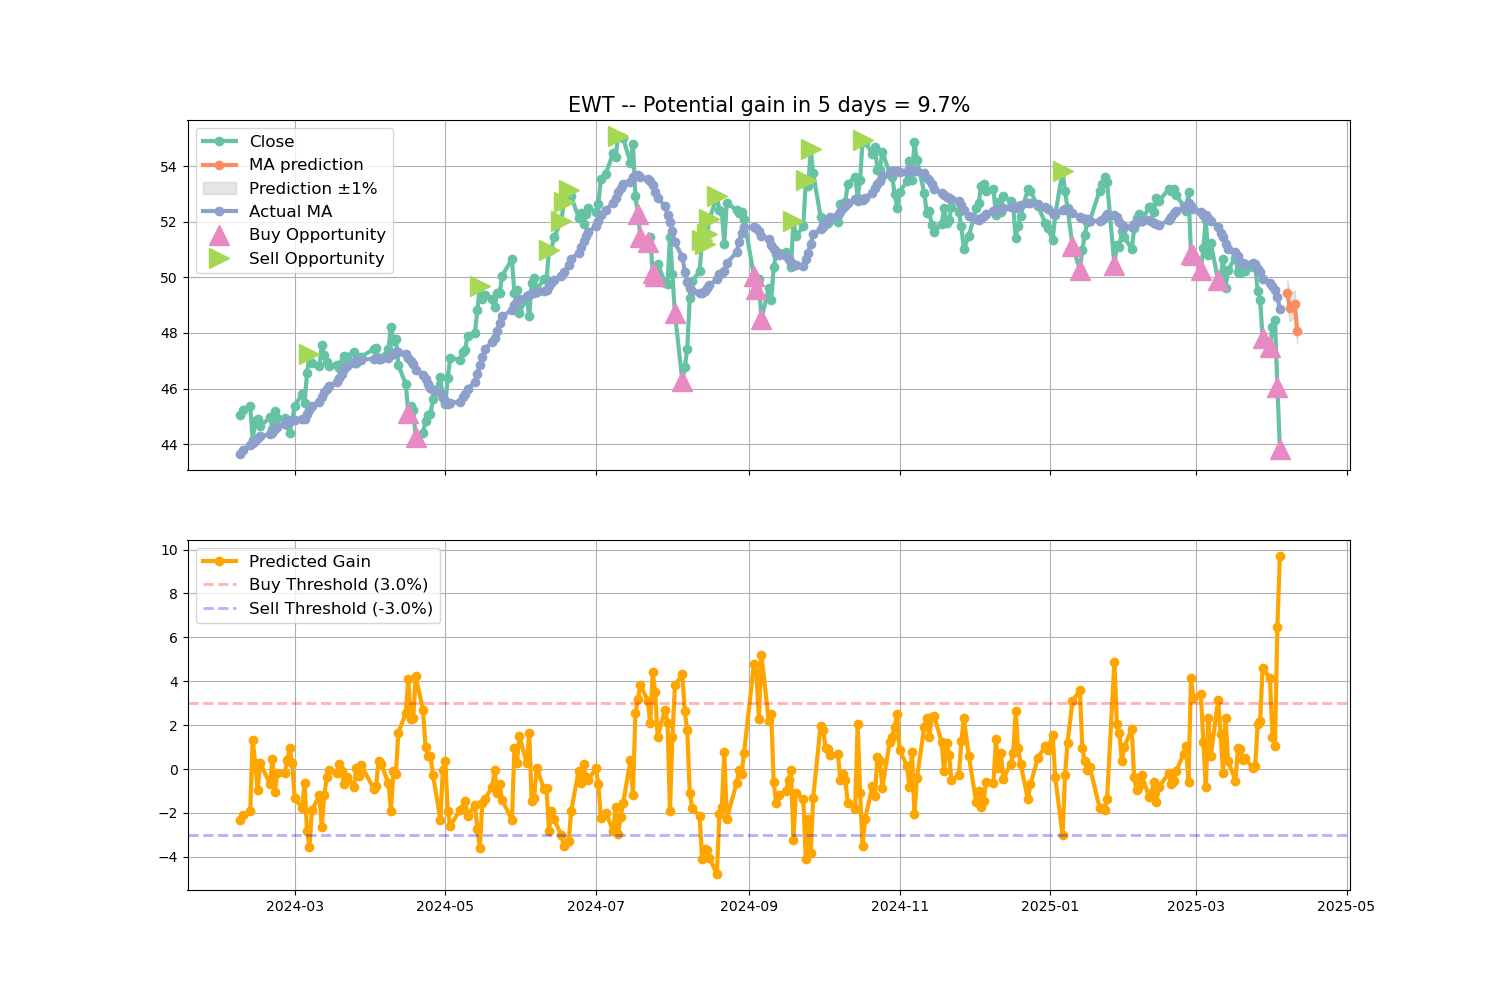 EWT -- Potential gain in 5 days = 9.7%
Close
MA prediction
Prediction ±1%
Actual MA
Buy Opportunity
Sell Opportunity
54
52
50
48
46
44
Predicted Gain
Buy Threshold (3.0%)
Sell Threshold (-3.0%)
10
8
6
4
2
0
−2
−4
2024-03 2024-05 2024-07 2024-09 2024-11 2025-01 2025-03 2025-05